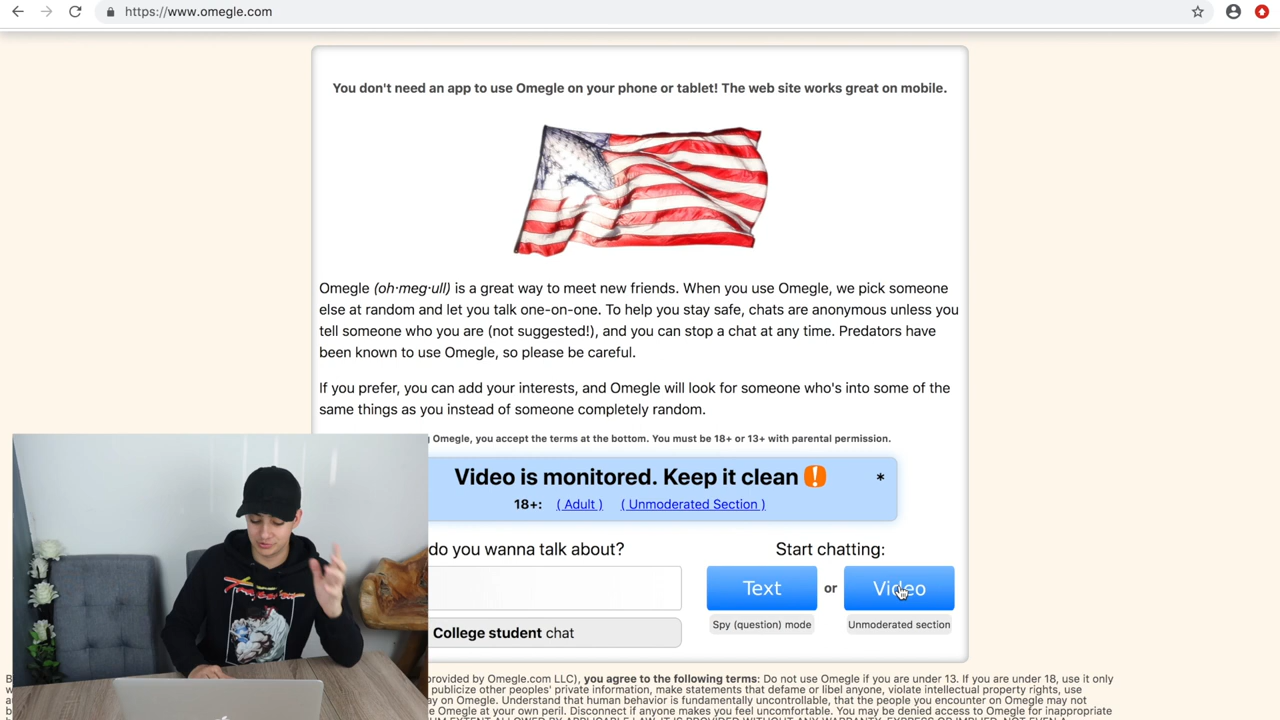 https://www.omegle.com
You don't need an app to use Omegle on your phone or tablet! The web site works great on mobile.
Omegle (oh·meg·ull) is a great way to meet new friends. When you use Omegle, we pick someone
else at random and let you talk one-on-one. To help you stay safe, chats are anonymous unless you
tell someone who you are (not suggested!), and you can stop a chat at any time. Predators have
been known to use Omegle, so please be careful.
If you prefer, you can add your interests, and Omegle will look for someone who's into some of the
same things as you instead of someone completely random.
Omegle, you accept the terms at the bottom. You must be 18+ or 13+ with parental permission.
Video is monitored. Keep it clean
*
18+: ( Adult ) ( Unmoderated Section )
do you wanna talk about?
Start chatting:
Text or Video
Spy (question) mode
Unmoderated section
College student chat
provided by Omegle.com LLC), you agree to the following terms: Do not use Omegle if you are under 13. If you are under 18, use it only
publicize other peoples' private information, make statements that defame or libel anyone, violate intellectual property rights, use
on Omegle. Understand that human behavior is fundamentally uncontrollable, that the people you encounter on Omegle may not
Omegle at your own peril. Disconnect if anyone makes you feel uncomfortable. You may be denied access to Omegle for inappropriate